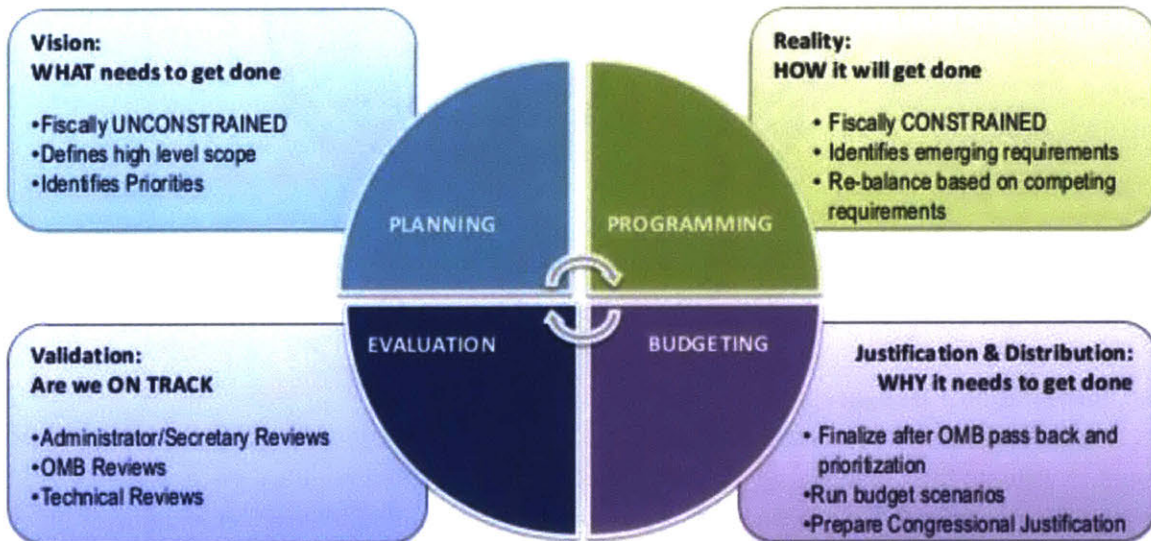 Vision:
WHAT needs to get done
•Fiscally UNCONSTRAINED
•Defines high level scope
•Identifies Priorities
Reality:
HOW it will get done
• Fiscally CONSTRAINED
• Identifies emerging requirements
• Re-balance based on competing
requirements
PLANNING
PROGRAMMING
EVALUATION
BUDGETING
Validation:
Are we ON TRACK
•Administrator/Secretary Reviews
•OMB Reviews
•Technical Reviews
Justification & Distribution:
WHY it needs to get done
• Finalize after OMB pass back and
prioritization
•Run budget scenarios
•Prepare Congressional Justification